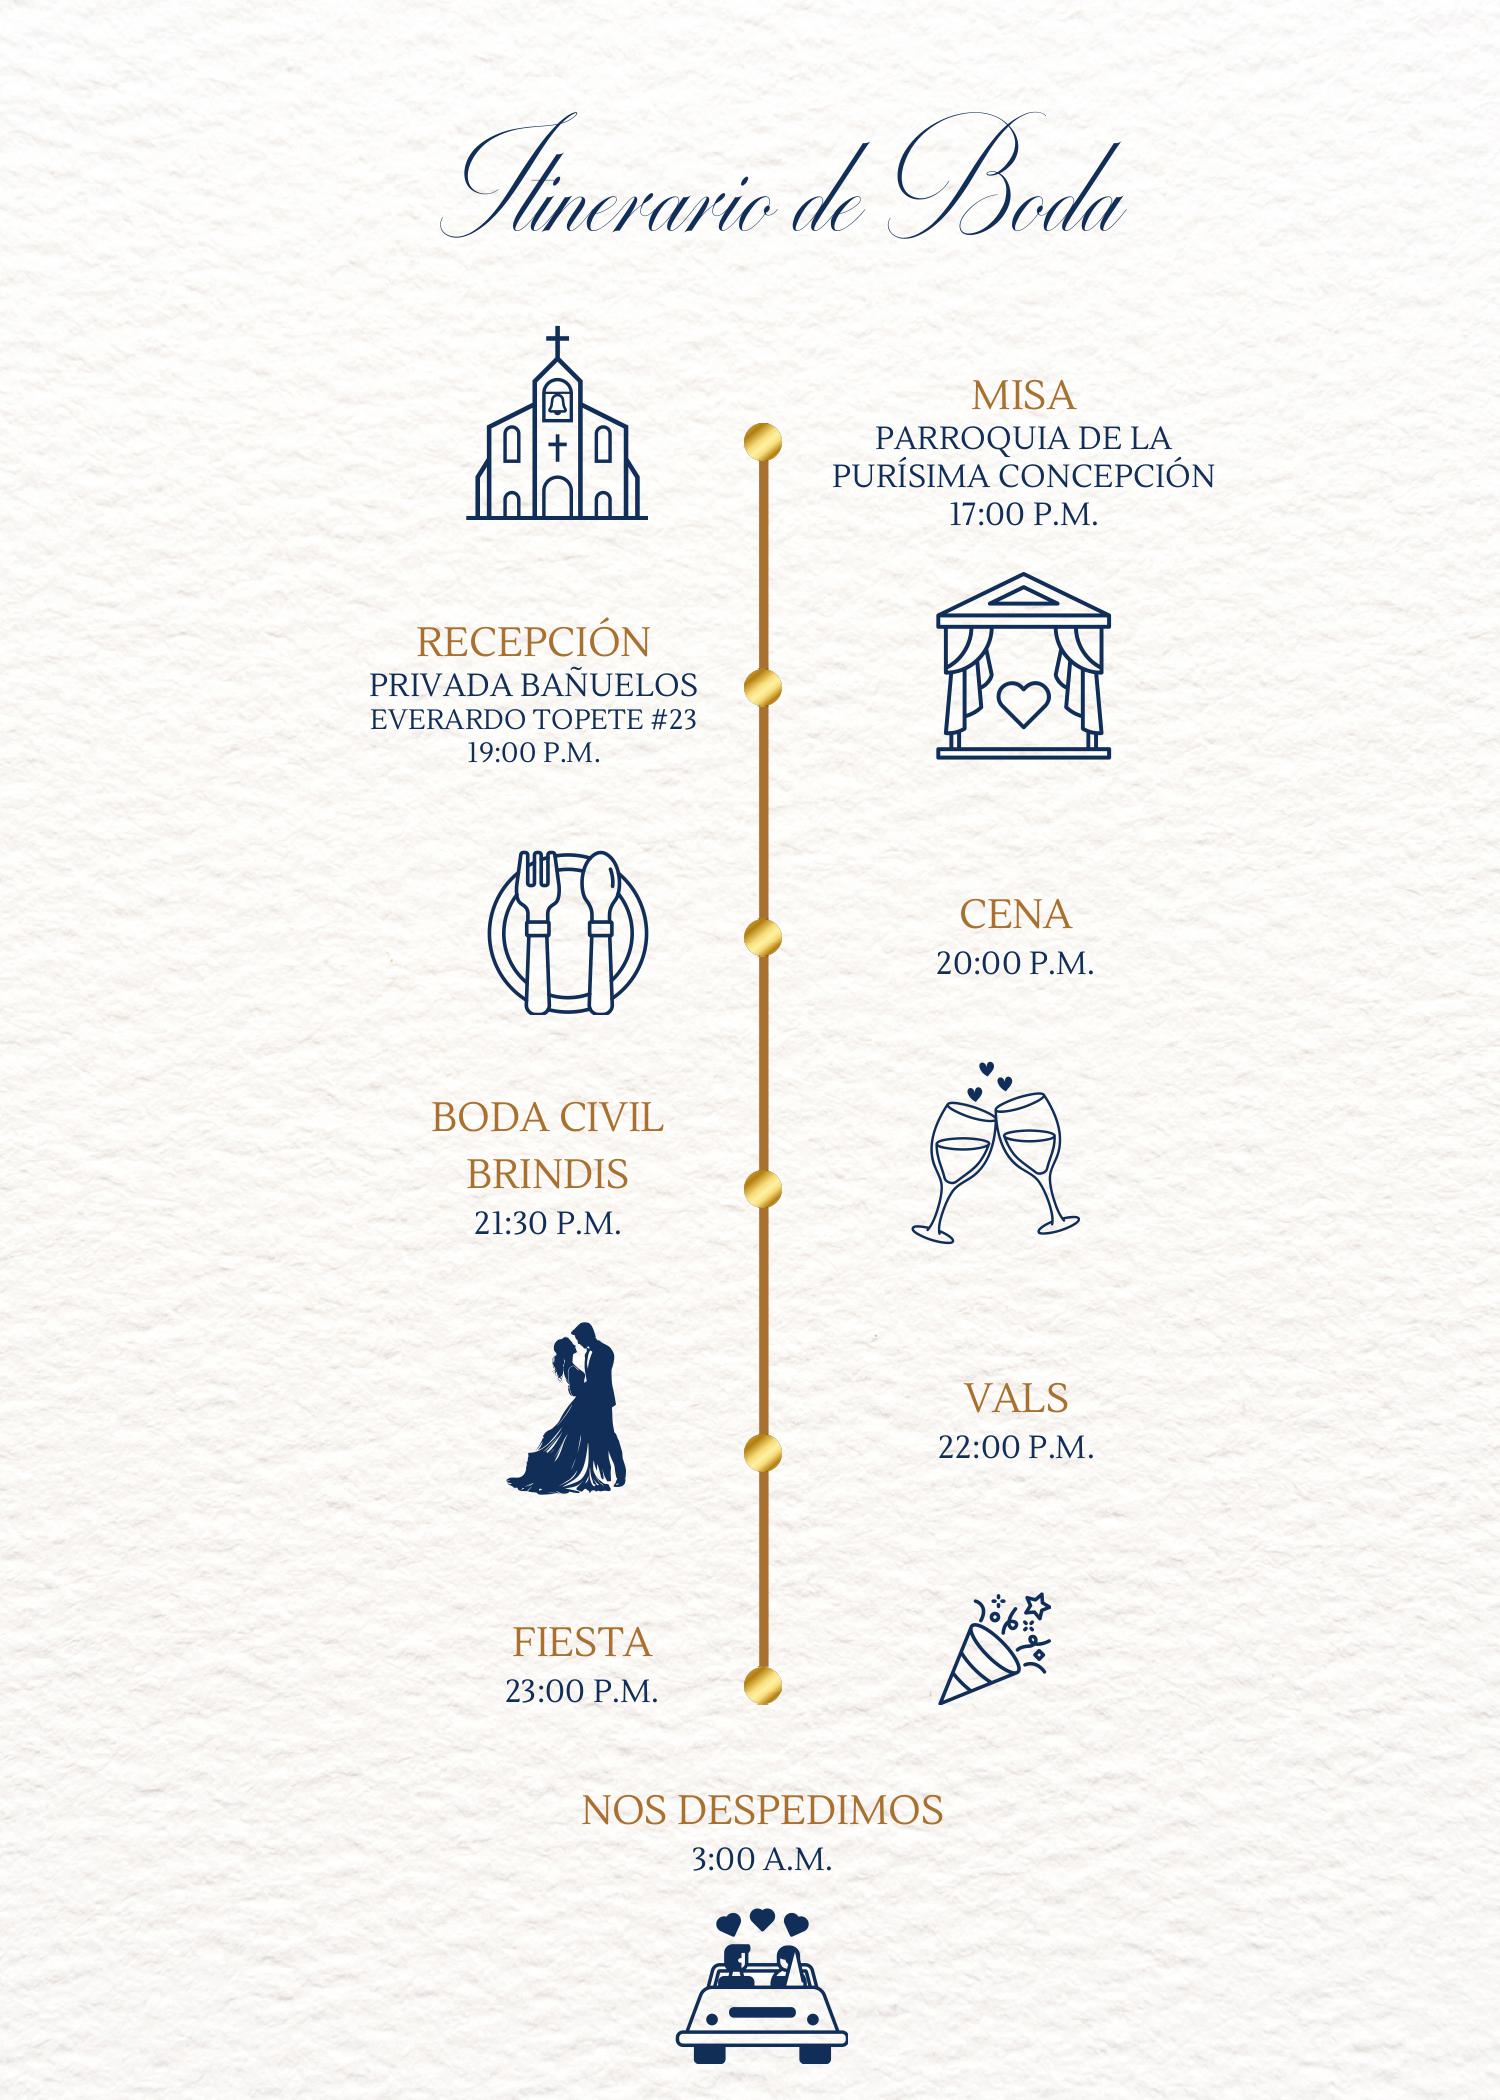 Itinerario de Boda
MISA
PARROQUIA DE LA
PURÍSIMA CONCEPCIÓN
17:00 P.M.
RECEPCIÓN
PRIVADA BAÑUELOS
EVERARDO TOPETE #23
19:00 P.M.
CENA
20:00 P.M.
BODA CIVIL
BRINDIS
21:30 P.M.
VALS
22:00 P.M.
FIESTA
23:00 P.M.
NOS DESPEDIMOS
3:00 A.M.